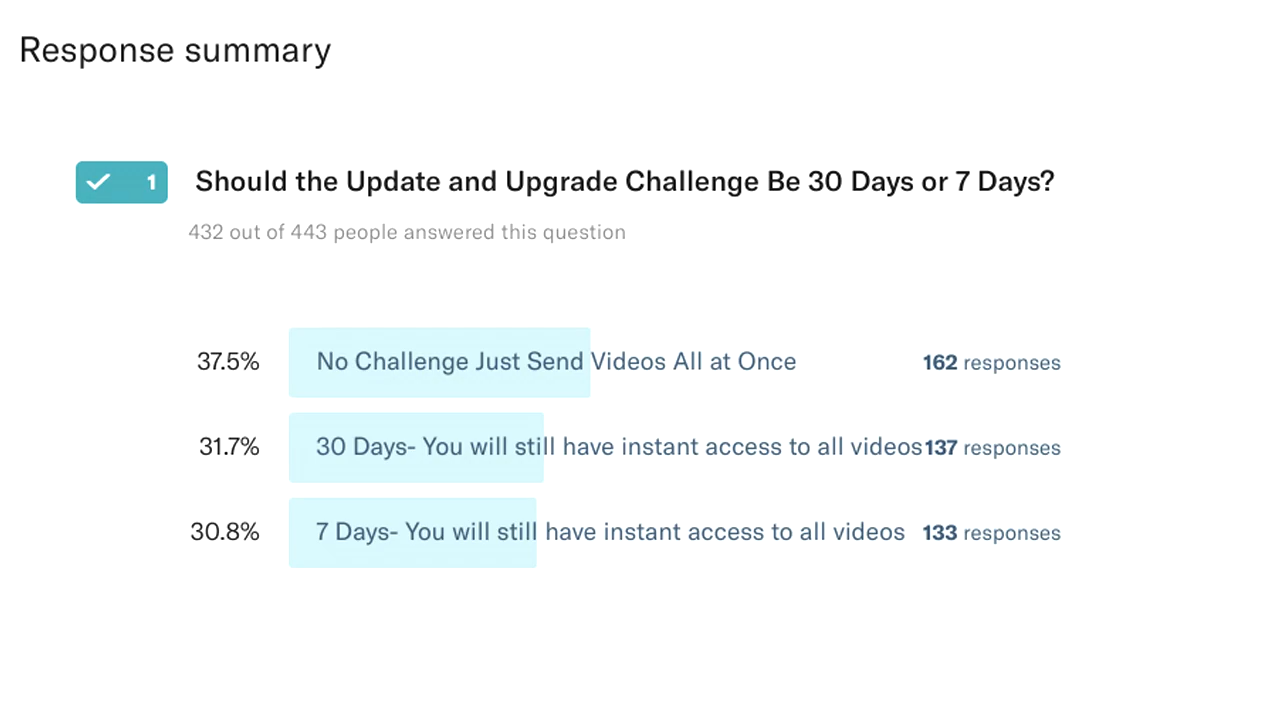 Response summary
1 Should the Update and Upgrade Challenge Be 30 Days or 7 Days?
432 out of 443 people answered this question
37.5% No Challenge Just Send Videos All at Once 162 responses
31.7% 30 Days- You will still have instant access to all videos 137 responses
30.8% 7 Days- You will still have instant access to all videos 133 responses